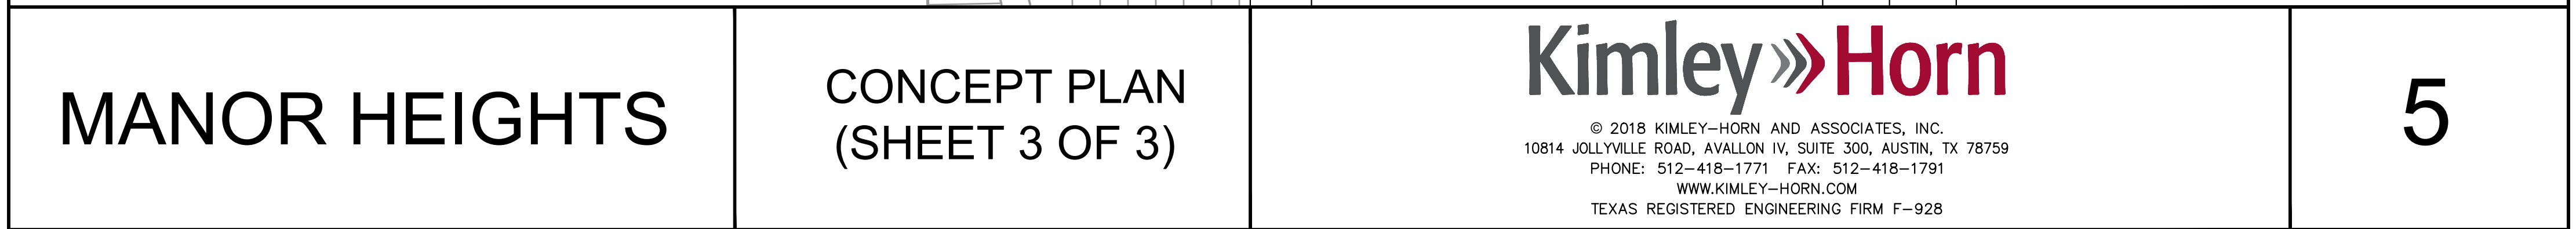 MANOR HEIGHTS
CONCEPT PLAN
(SHEET 3 OF 3)
Kimley»Horn
© 2018 KIMLEY-HORN AND ASSOCIATES, INC.
10814 JOLLYVILLE ROAD, AVALLON IV, SUITE 300, AUSTIN, TX 78759
PHONE: 512-418-1771 FAX: 512-418-1791
WWW.KIMLEY-HORN.COM
TEXAS REGISTERED ENGINEERING FIRM F-928
5